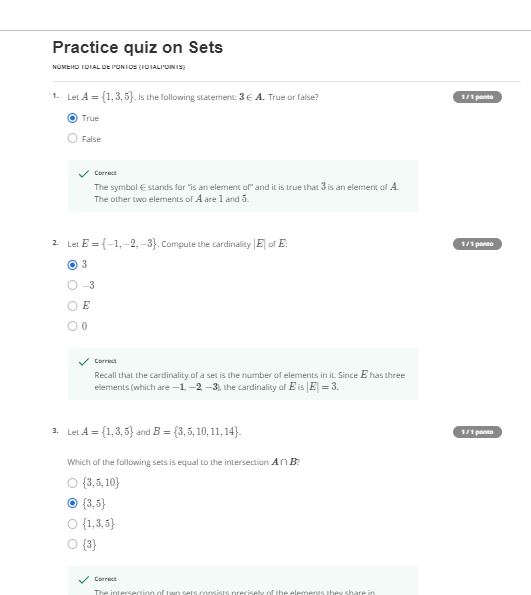 Practice quiz on Sets
NÚMERO TOTAL DE PONTOS {TOTALPOINTS}
1. Let A = {1, 3, 5}. Is the following statement: 3 ∈ A. True or false?
1 / 1 ponto
True
False
Correct
The symbol ∈ stands for "is an element of" and it is true that 3 is an element of A.
The other two elements of A are 1 and 5.
2. Let E = {−1, −2, −3}. Compute the cardinality |E| of E:
1 / 1 ponto
3
−3
E
0
Correct
Recall that the cardinality of a set is the number of elements in it. Since E has three
elements (which are −1, −2, −3), the cardinality of E is |E| = 3.
3. Let A = {1, 3, 5} and B = {3, 5, 10, 11, 14}.
1 / 1 ponto
Which of the following sets is equal to the intersection A ∩ B?
{3, 5, 10}
{3, 5}
{1, 3, 5}
{3}
Correct
The intersection of two sets consists precisely of the elements they share in